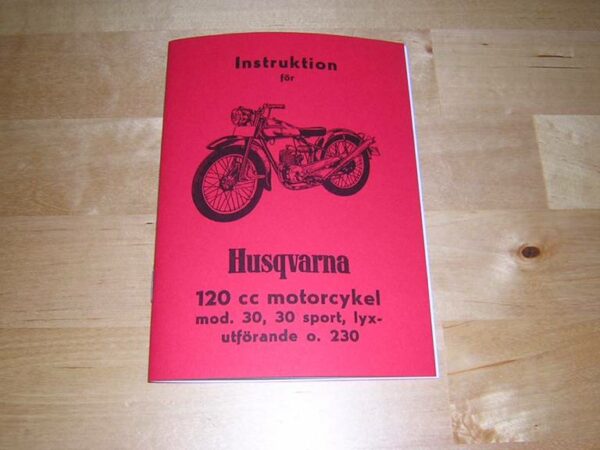 Instruktion
för
Husqvarna
120 cc motorcykel
mod. 30, 30 sport, lyx-
utförande o. 230